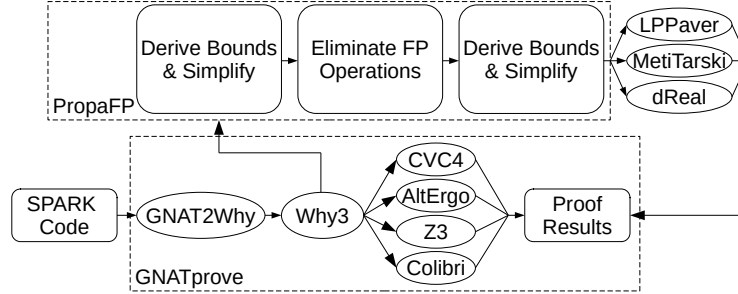 Derive Bounds
& Simplify
Eliminate FP
Operations
Derive Bounds
& Simplify
LPPaver
MetiTarski
dReal
PropaFP
SPARK
Code
GNAT2Why
Why3
CVC4
AltErgo
Z3
Colibri
Proof
Results
GNATprove